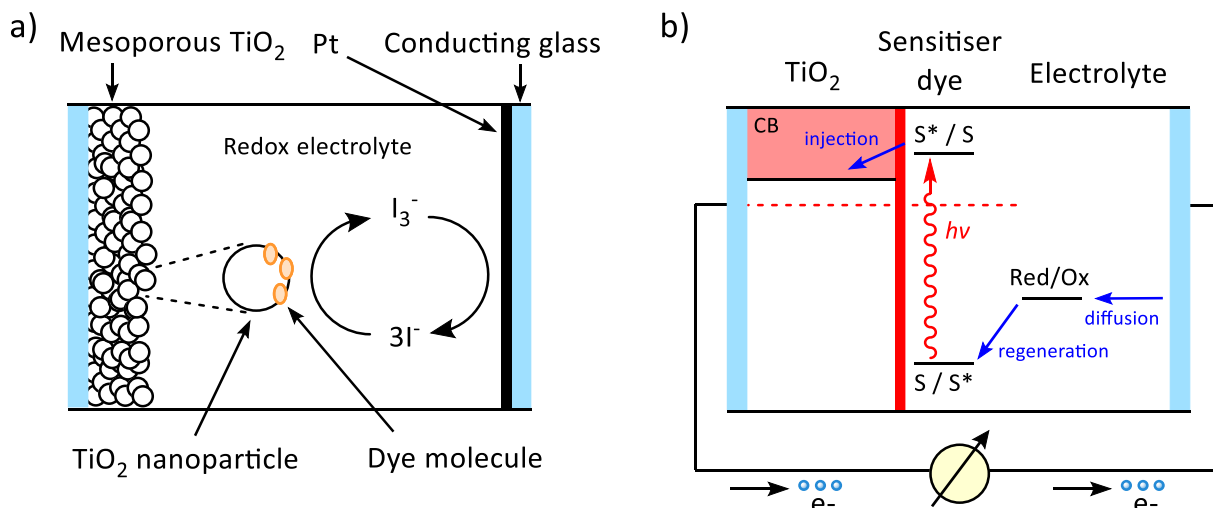 a)
Mesoporous TiO2
Pt
Conducting glass
Redox electrolyte
I3-
3I-
TiO2 nanoparticle
Dye molecule
b)
TiO2
Sensitiser
dye
Electrolyte
CB
injection
S* / S
hν
Red/Ox
diffusion
regeneration
S / S*
e-
e-